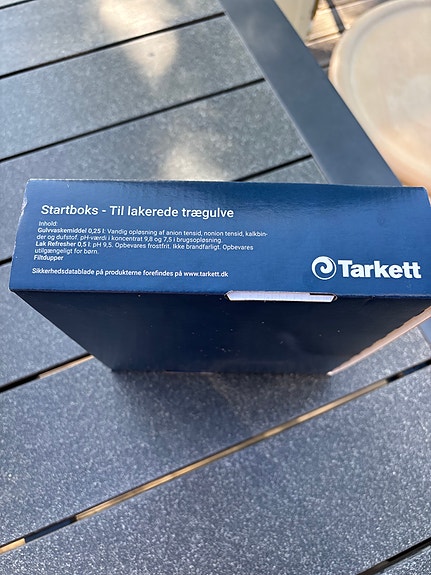 Startboks - Til lakerede trægulve
Indhold:
Gulvvaskemiddel 0,25 l: Vandig opløsning af anion tensid, nonion tensid, kalkbin-
der og dufstof. pH-værdi i koncentrat 9,8 og 7,5 i brugsopløsning.
Lak Refresher 0,5 l: pH 9,5. Opbevares frostfrit. Ikke brandfarligt. Opbevares
utilgængeligt for børn.
Filtdupper
Sikkerhedsdatablade på produkterne forefindes på www.tarkett.dk
Tarkett